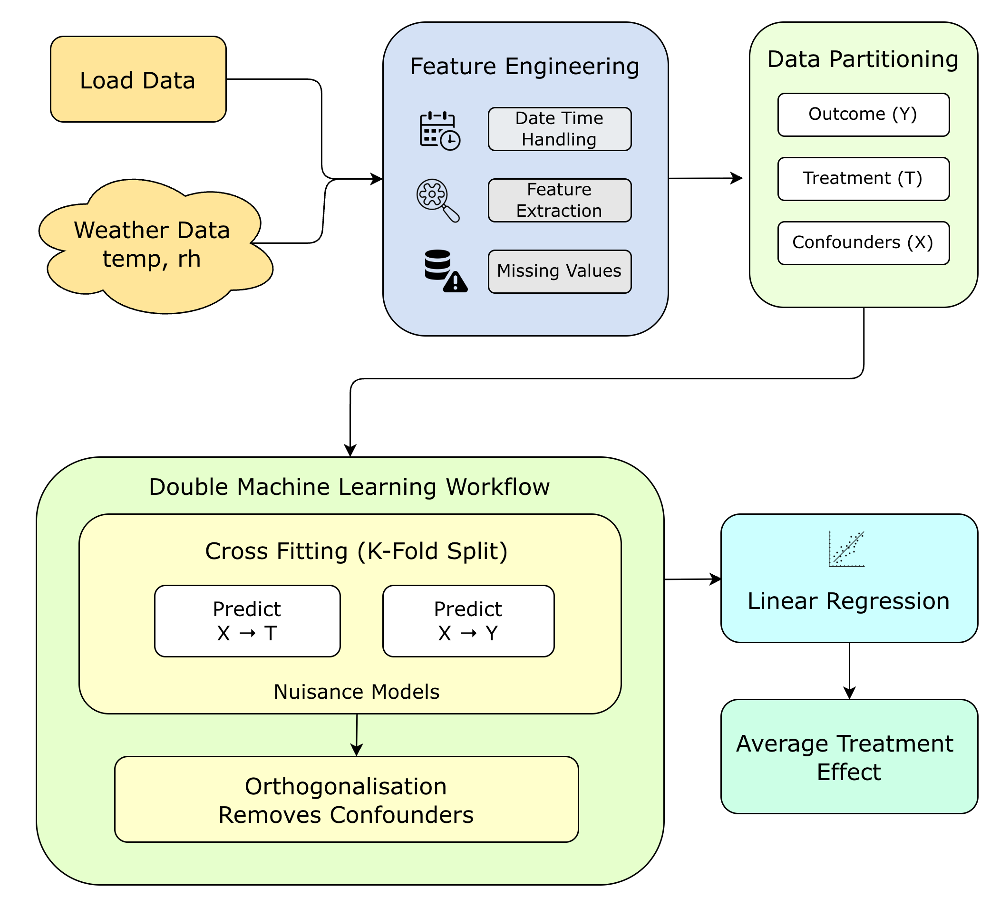 Load Data
Weather Data
temp, rh
Feature Engineering
Date Time
Handling
Feature
Extraction
Missing Values
Data Partitioning
Outcome (Y)
Treatment (T)
Confounders (X)
Double Machine Learning Workflow
Cross Fitting (K-Fold Split)
Predict
X → T
Predict
X → Y
Nuisance Models
Orthogonalisation
Removes Confounders
Linear Regression
Average Treatment
Effect